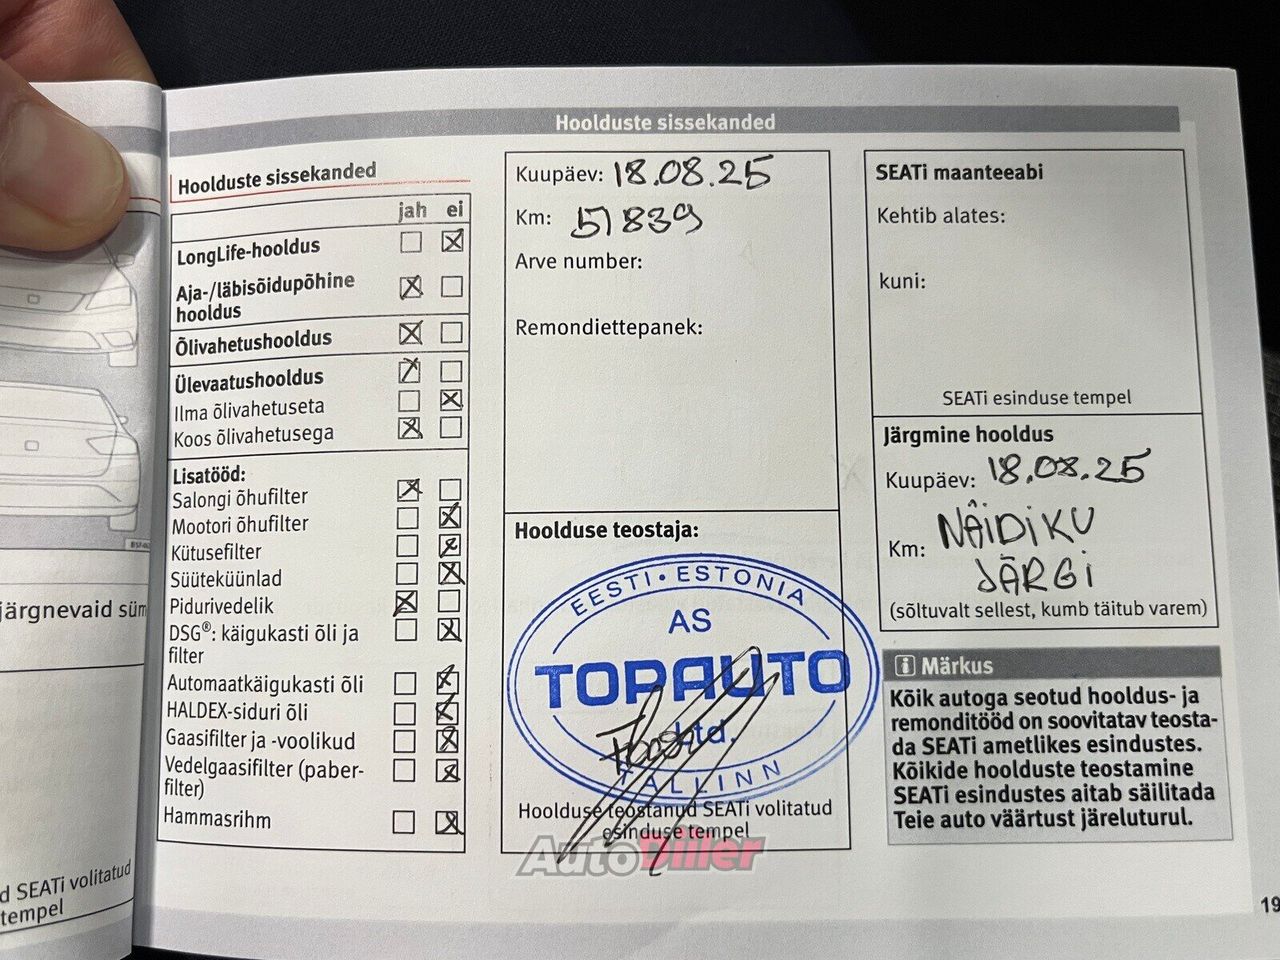 Hoolduste sissekanded
Hoolduste sissekanded
jah ei
LongLife-hooldus
Aja-/läbisõidupõhine
hooldus
Õlivahetushooldus
Ülevaatushooldus
Ilma õlivahetuseta
Koos õlivahetusega
Lisatööd:
Salongi õhufilter
Mootori õhufilter
Kütusefilter
Süüteküünlad
Pidurivedelik
DSG®: käigukasti õli ja
filter
Automaatkäigukasti õli
HALDEX-siduri õli
Gaasifilter ja -voolikud
Vedelgaasifilter (paber-
filter)
Hammasrihm
Kuupäev: 18.08.25
Km: 51839
Arve number:
Remondiettepanek:
Hoolduse teostaja:
EESTI · ESTONIA
AS
TOPAUTO
Ltd
TALLINN
Hoolduse teostanud SEATi volitatud
esinduse tempel
SEATi maanteeabi
Kehtib alates:
kuni:
SEATi esinduse tempel
Järgmine hooldus
Kuupäev: 18.08.25
Km: NÄIDIKU
JÄRGI
(sõltuvalt sellest, kumb täitub varem)
i Märkus
Kõik autoga seotud hooldus- ja
remonditööd on soovitatav teosta-
da SEATi ametlikes esindustes.
Kõikide hoolduste teostamine
SEATi esindustes aitab säilitada
Teie auto väärtust järeluturul.
19
järgnevaid süm
d SEATi volitatud
tempel
AutoDiiler